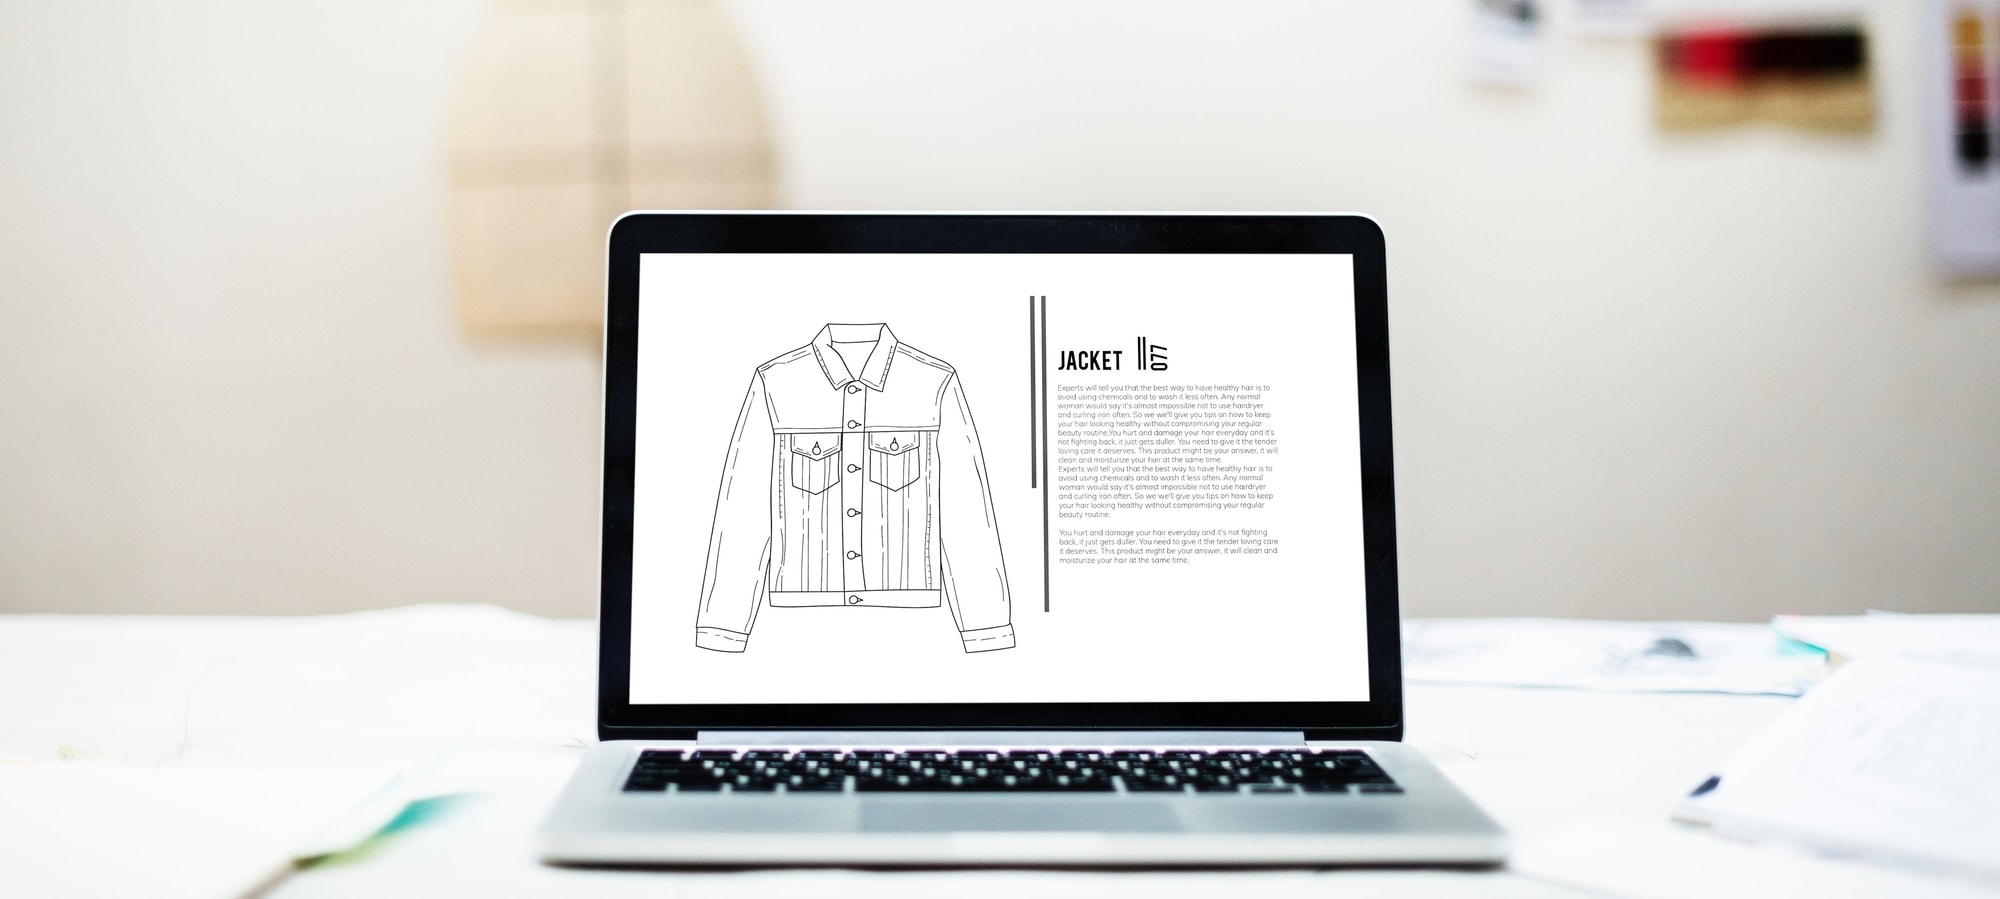 JACKET 077
Experts will tell you that the best way to have healthy hair is to
avoid using chemicals and to wash it less often. Any normal
woman would say it's almost impossible not to use hairdryer
and curling iron often. So we we'll give you tips on how to keep
your hair looking healthy without compromising your regular
beauty routine.You hurt and damage your hair everyday and it's
not fighting back, it just gets duller. You need to give it the tender
loving care it deserves. This product might be your answer, it will
clean and moisturize your hair at the same time.
Experts will tell you that the best way to have healthy hair is to
avoid using chemicals and to wash it less often. Any normal
woman would say it's almost impossible not to use hairdryer
and curling iron often. So we we'll give you tips on how to keep
your hair looking healthy without compromising your regular
beauty routine.
You hurt and damage your hair everyday and it's not fighting
back, it just gets duller. You need to give it the tender loving care
it deserves. This product might be your answer, it will clean and
moisturize your hair at the same time.